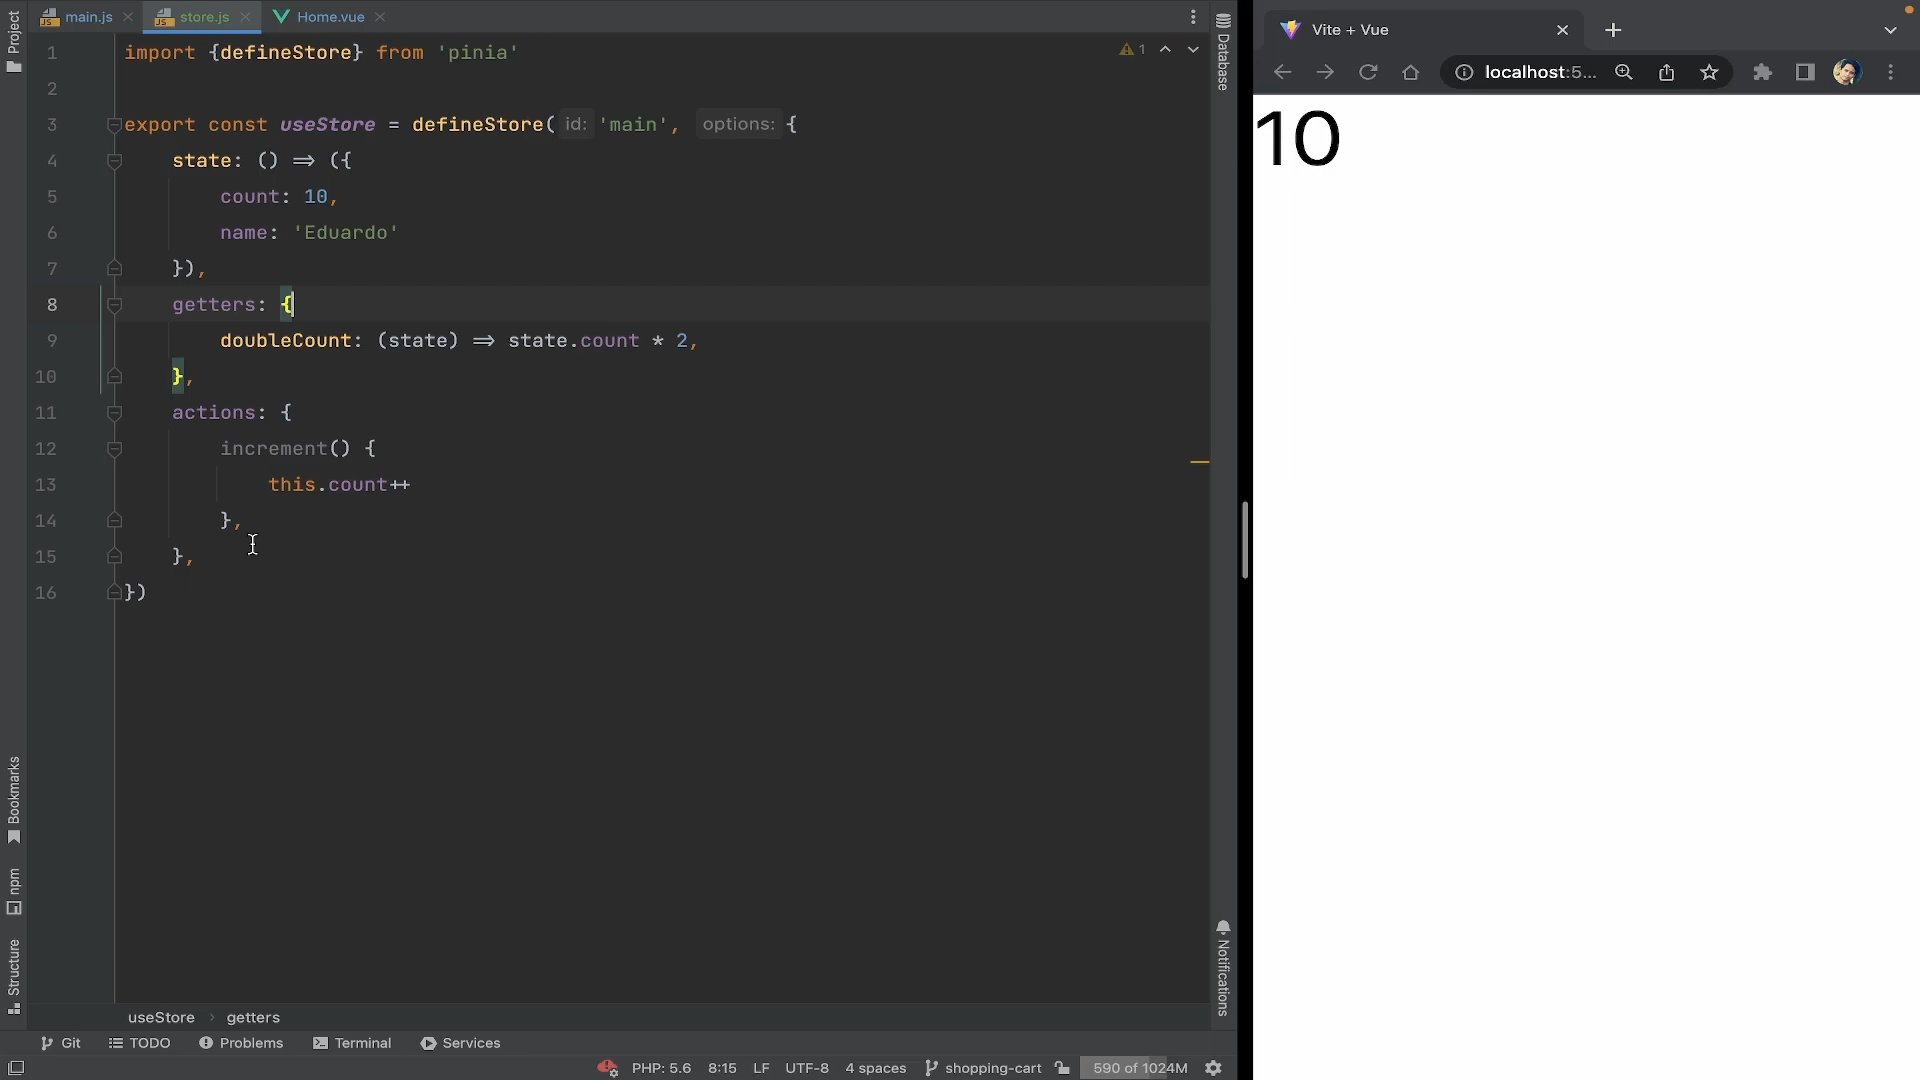 main.js
store.js
Home.vue
Project
1 import {defineStore} from 'pinia'
2
3 export const useStore = defineStore( id: 'main', options: {
4 state: () => ({
5 count: 10,
6 name: 'Eduardo'
7 }),
8 getters: {
9 doubleCount: (state) => state.count * 2,
10 },
11 actions: {
12 increment() {
13 this.count++
14 },
15 },
16 })
1
Database
Notifications
Bookmarks
npm
Structure
useStore › getters
Git TODO Problems Terminal Services
PHP: 5.6 8:15 LF UTF-8 4 spaces shopping-cart 590 of 1024M
Vite + Vue
localhost:5...
10